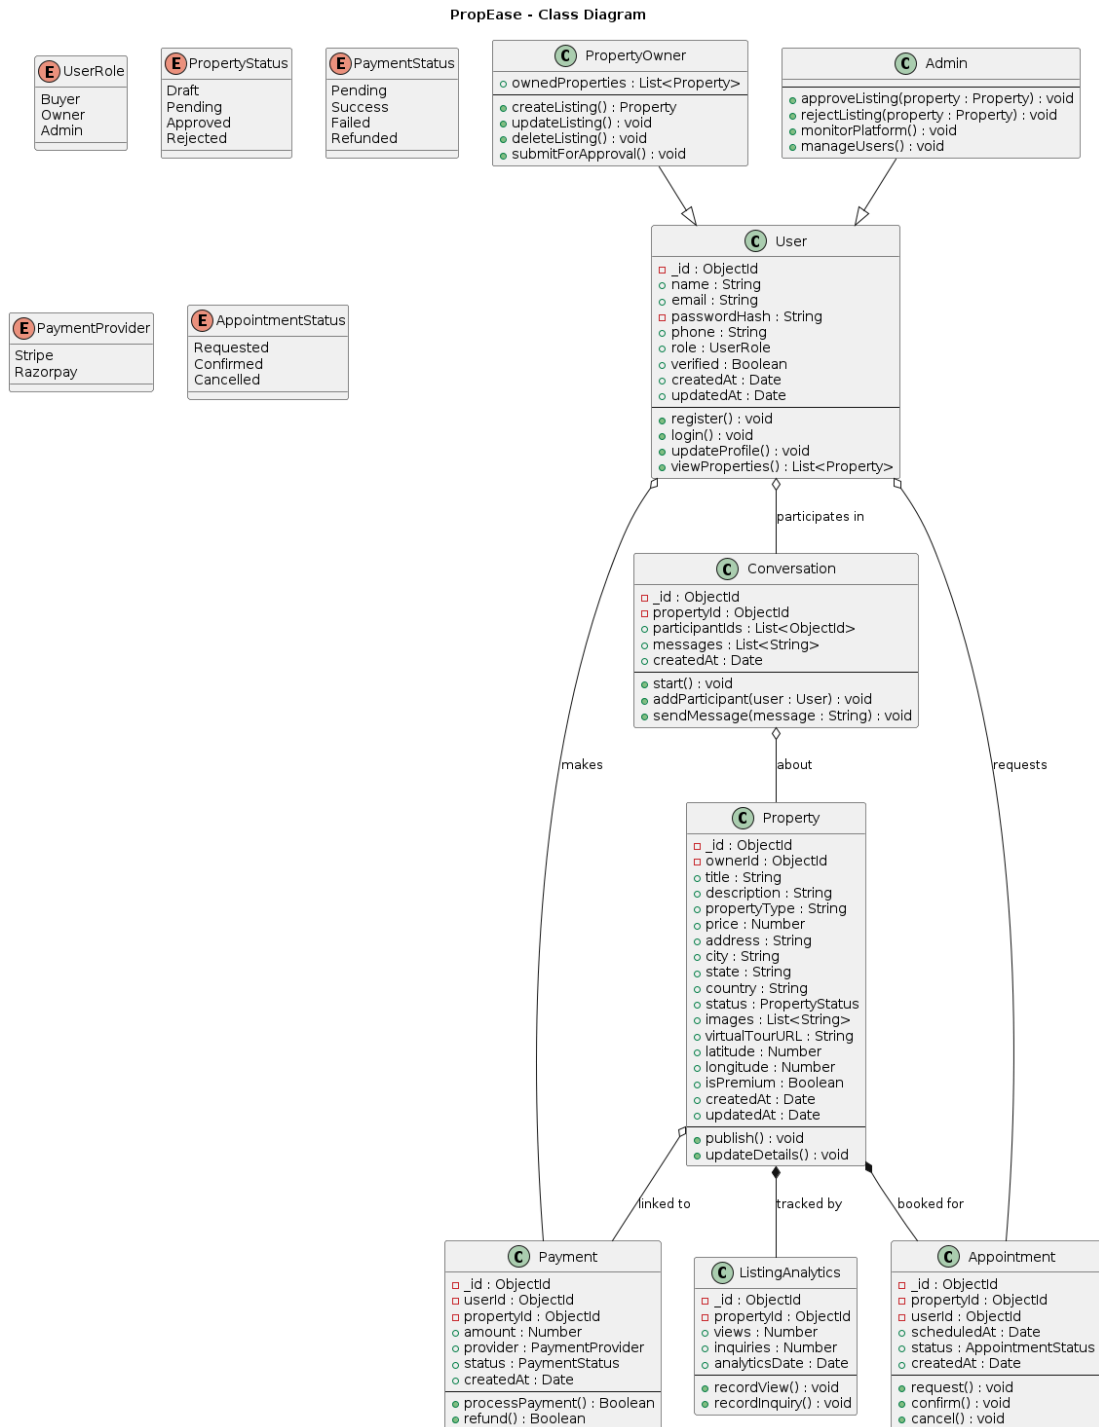 PropEase - Class Diagram
E UserRole
Buyer
Owner
Admin
E PropertyStatus
Draft
Pending
Approved
Rejected
E PaymentStatus
Pending
Success
Failed
Refunded
C PropertyOwner
ownedProperties : List<Property>
createListing() : Property
updateListing() : void
deleteListing() : void
submitForApproval() : void
C Admin
approveListing(property : Property) : void
rejectListing(property : Property) : void
monitorPlatform() : void
manageUsers() : void
E PaymentProvider
Stripe
Razorpay
E AppointmentStatus
Requested
Confirmed
Cancelled
C User
_id : ObjectId
name : String
email : String
passwordHash : String
phone : String
role : UserRole
verified : Boolean
createdAt : Date
updatedAt : Date
register() : void
login() : void
updateProfile() : void
viewProperties() : List<Property>
participates in
C Conversation
_id : ObjectId
propertyId : ObjectId
participantIds : List<ObjectId>
messages : List<String>
createdAt : Date
start() : void
addParticipant(user : User) : void
sendMessage(message : String) : void
makes
about
requests
C Property
_id : ObjectId
ownerId : ObjectId
title : String
description : String
propertyType : String
price : Number
address : String
city : String
state : String
country : String
status : PropertyStatus
images : List<String>
virtualTourURL : String
latitude : Number
longitude : Number
isPremium : Boolean
createdAt : Date
updatedAt : Date
publish() : void
updateDetails() : void
linked to
tracked by
booked for
C Payment
_id : ObjectId
userId : ObjectId
propertyId : ObjectId
amount : Number
provider : PaymentProvider
status : PaymentStatus
createdAt : Date
processPayment() : Boolean
refund() : Boolean
C ListingAnalytics
_id : ObjectId
propertyId : ObjectId
views : Number
inquiries : Number
analyticsDate : Date
recordView() : void
recordInquiry() : void
C Appointment
_id : ObjectId
propertyId : ObjectId
userId : ObjectId
scheduledAt : Date
status : AppointmentStatus
createdAt : Date
request() : void
confirm() : void
cancel() : void